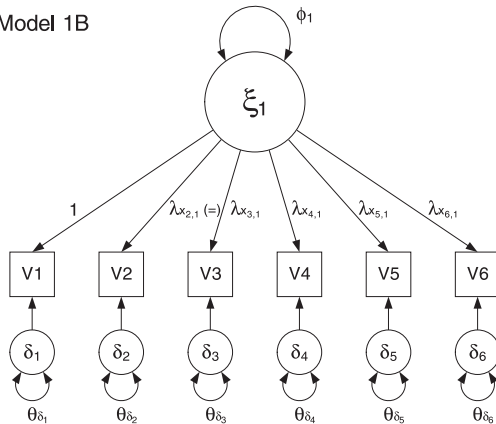 Model 1B
ϕ1
ξ1
1 λx2,1 (=) λx3,1 λx4,1 λx5,1 λx6,1
V1 V2 V3 V4 V5 V6
δ1 δ2 δ3 δ4 δ5 δ6
θδ1 θδ2 θδ3 θδ4 θδ5 θδ6